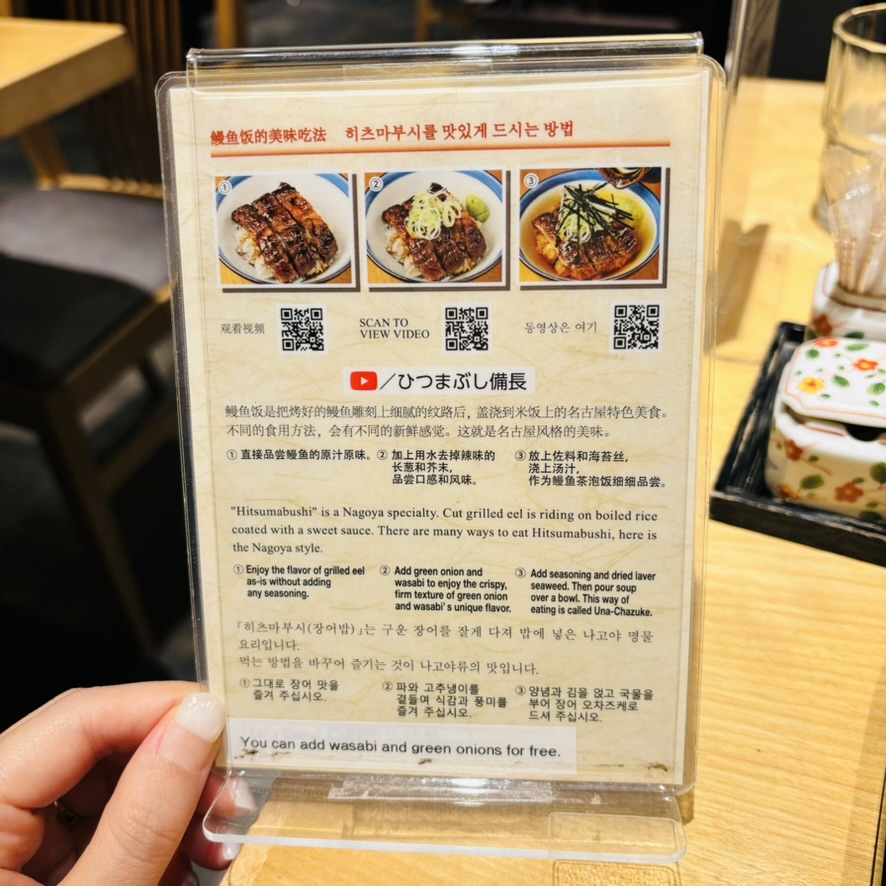 鳗鱼饭的美味吃法 히츠마부시를 맛있게 드시는 방법
① ② ③
观看视频 SCAN TO VIEW VIDEO 동영상은 여기
/ひつまぶし備長
鳗鱼饭是把烤好的鳗鱼雕刻上细腻的纹路后，盖浇到米饭上的名古屋特色美食。
不同的食用方法，会有不同的新鲜感觉。这就是名古屋风格的美味。
①直接品尝鳗鱼的原汁原味。
②加上用水去掉辣味的
长葱和芥末，
品尝口感和风味。
③放上佐料和海苔丝，
浇上汤汁，
作为鳗鱼茶泡饭细细品尝。
"Hitsumabushi" is a Nagoya specialty. Cut grilled eel is riding on boiled rice
coated with a sweet sauce. There are many ways to eat Hitsumabushi, here is
the Nagoya style.
① Enjoy the flavor of grilled eel
as-is without adding
any seasoning.
② Add green onion and
wasabi to enjoy the crispy,
firm texture of green onion
and wasabi's unique flavor.
③ Add seasoning and dried laver
seaweed. Then pour soup
over a bowl. This way of
eating is called Una-Chazuke.
「히츠마부시(장어밥)」는 구운 장어를 잘게 다져 밥에 넣은 나고야 명물
요리입니다.
먹는 방법을 바꾸어 즐기는 것이 나고야류의 맛입니다.
①그대로 장어 맛을
즐겨 주십시오.
②파와 고추냉이를
곁들여 식감과 풍미를
즐겨 주십시오.
③양념과 김을 얹고 국물을
부어 장어 오차즈케로
드셔 주십시오.
You can add wasabi and green onions for free.